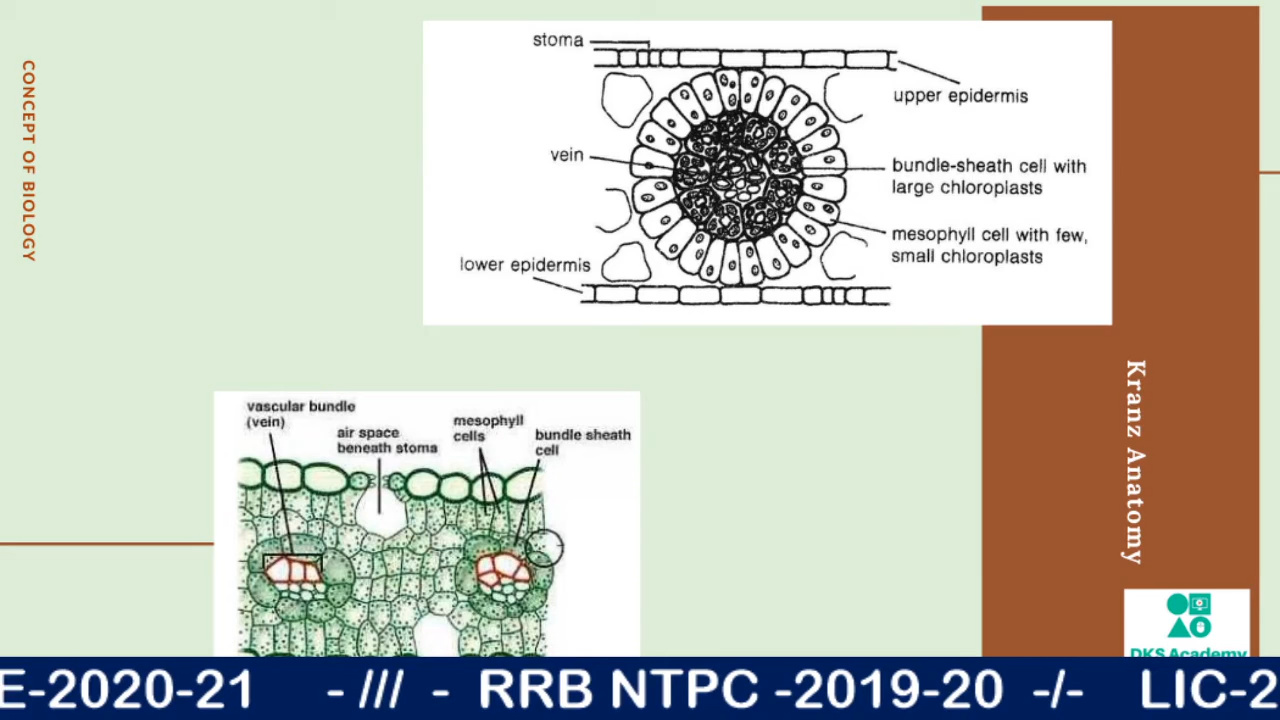 CONCEPT OF BIOLOGY
stoma
upper epidermis
vein
bundle-sheath cell with
large chloroplasts
mesophyll cell with few,
small chloroplasts
lower epidermis
Kranz Anatomy
vascular bundle
(vein)
air space
beneath stoma
mesophyll
cells
bundle sheath
cell
DKS Academy
E-2020-21 - /// - RRB NTPC -2019-20 -/- LIC-2